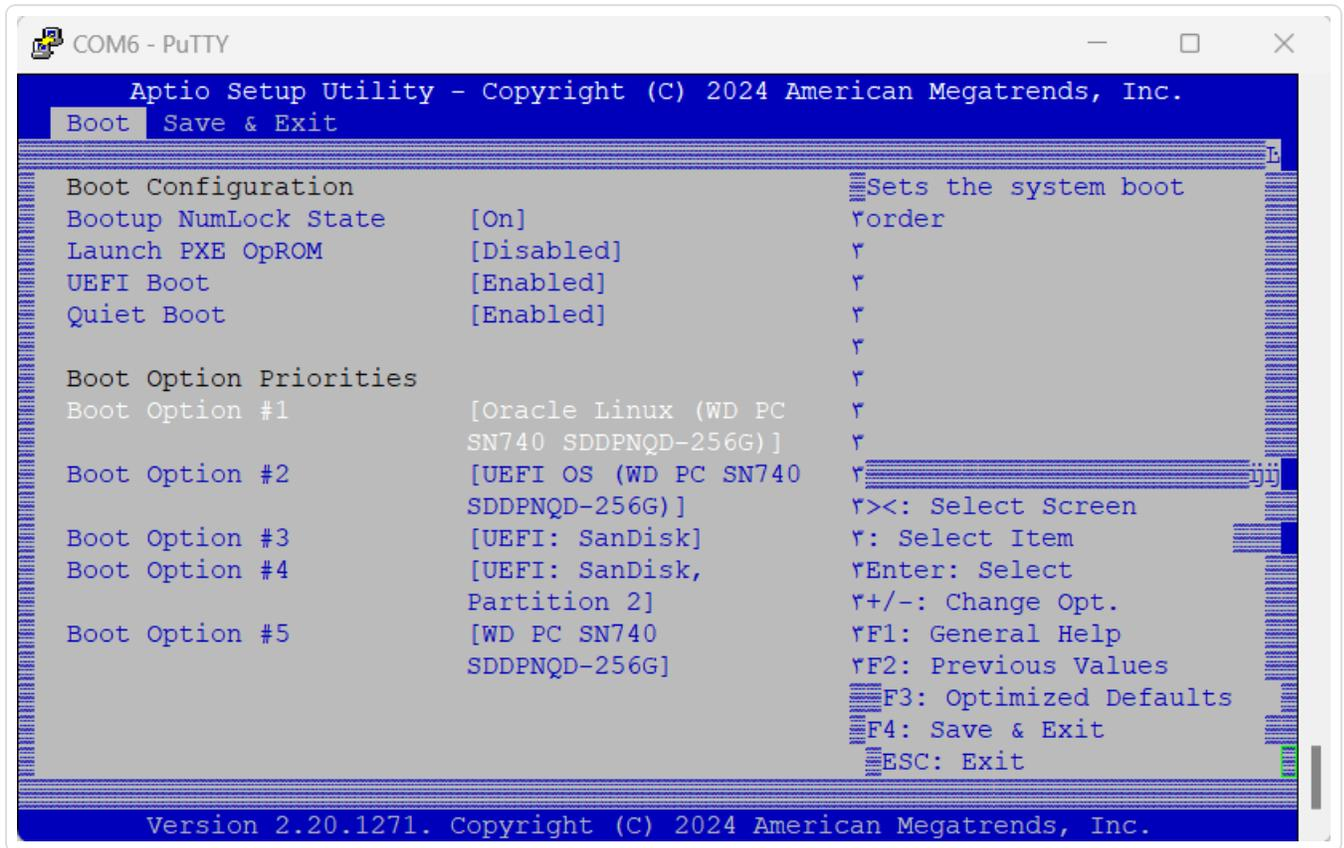 COM6 - PuTTY
Aptio Setup Utility - Copyright (C) 2024 American Megatrends, Inc.
Boot Save & Exit
Boot Configuration
Bootup NumLock State [On]
Launch PXE OpROM [Disabled]
UEFI Boot [Enabled]
Quiet Boot [Enabled]
Boot Option Priorities
Boot Option #1 [Oracle Linux (WD PC
SN740 SDDPNQD-256G)]
Boot Option #2 [UEFI OS (WD PC SN740
SDDPNQD-256G)]
Boot Option #3 [UEFI: SanDisk]
Boot Option #4 [UEFI: SanDisk,
Partition 2]
Boot Option #5 [WD PC SN740
SDDPNQD-256G]
Sets the system boot
order
><: Select Screen
: Select Item
Enter: Select
+/-: Change Opt.
F1: General Help
F2: Previous Values
F3: Optimized Defaults
F4: Save & Exit
ESC: Exit
Version 2.20.1271. Copyright (C) 2024 American Megatrends, Inc.